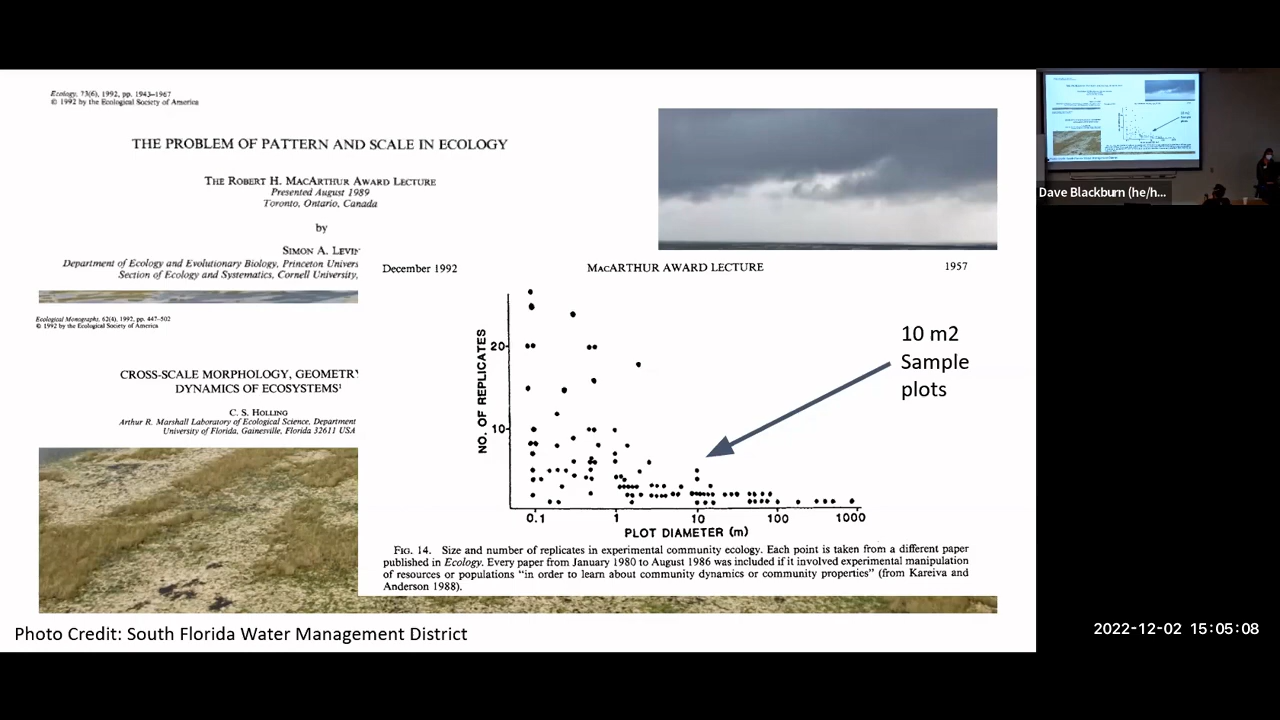 Ecology, 73(6), 1992, pp. 1943–1967
© 1992 by the Ecological Society of America
THE PROBLEM OF PATTERN AND SCALE IN ECOLOGY
THE ROBERT H. MACARTHUR AWARD LECTURE
Presented August 1989
Toronto, Ontario, Canada
by
SIMON A. LEVIN
Department of Ecology and Evolutionary Biology, Princeton Univers
Section of Ecology and Systematics, Cornell University,
Ecological Monographs, 62(4), 1992, pp. 447–502
© 1992 by the Ecological Society of America
CROSS-SCALE MORPHOLOGY, GEOMETRY
DYNAMICS OF ECOSYSTEMS¹
C. S. HOLLING
Arthur R. Marshall Laboratory of Ecological Science, Department
University of Florida, Gainesville, Florida 32611 USA
December 1992 MACARTHUR AWARD LECTURE 1957
NO. OF REPLICATES
20
10
0.1 1 10 100 1000
PLOT DIAMETER (m)
10 m2
Sample
plots
FIG. 14. Size and number of replicates in experimental community ecology. Each point is taken from a different paper
published in Ecology. Every paper from January 1980 to August 1986 was included if it involved experimental manipulation
of resources or populations “in order to learn about community dynamics or community properties” (from Kareiva and
Anderson 1988).
Photo Credit: South Florida Water Management District
Dave Blackburn (he/h...
2022-12-02 15:05:08